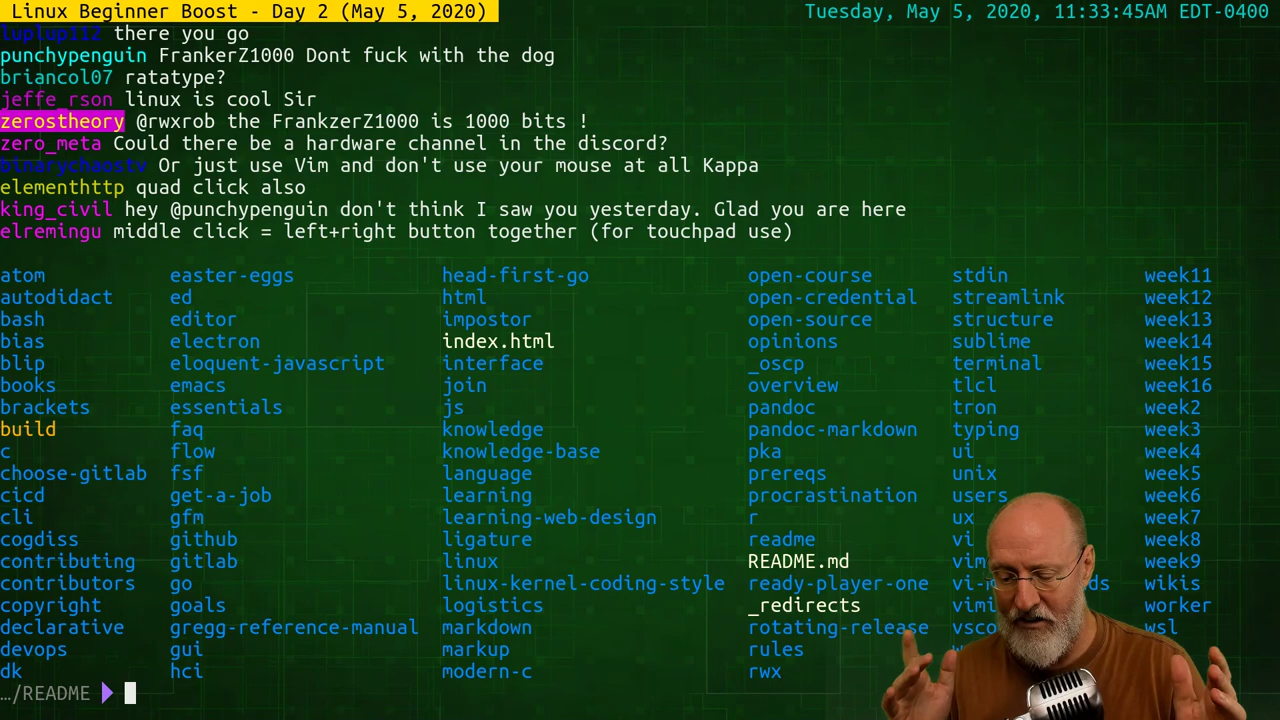 Linux Beginner Boost - Day 2 (May 5, 2020) Tuesday, May 5, 2020, 11:33:45AM EDT-0400
luplup112 there you go
punchypenguin FrankerZ1000 Dont fuck with the dog
briancol07 ratatype?
jeffe_rson linux is cool Sir
zerostheory @rwxrob the FrankzerZ1000 is 1000 bits !
zero_meta Could there be a hardware channel in the discord?
binarychaostv Or just use Vim and don't use your mouse at all Kappa
elementhttp quad click also
king_civil hey @punchypenguin don't think I saw you yesterday. Glad you are here
elremingu middle click = left+right button together (for touchpad use)
atom easter-eggs head-first-go open-course stdin week11
autodidact ed html open-credential streamlink week12
bash editor impostor open-source structure week13
bias electron index.html opinions sublime week14
blip eloquent-javascript interface _oscp terminal week15
books emacs join overview tlcl week16
brackets essentials js pandoc tron week2
build faq knowledge pandoc-markdown typing week3
c flow knowledge-base pka ui week4
choose-gitlab fsf language prereqs unix week5
cicd get-a-job learning procrastination users week6
cli gfm learning-web-design r ux week7
cogdiss github ligature readme vi week8
contributing gitlab linux README.md vim week9
contributors go linux-kernel-coding-style ready-player-one wikis
copyright goals logistics _redirects worker
declarative gregg-reference-manual markdown rotating-release wsl
devops gui markup rules
dk hci modern-c rwx
…/README